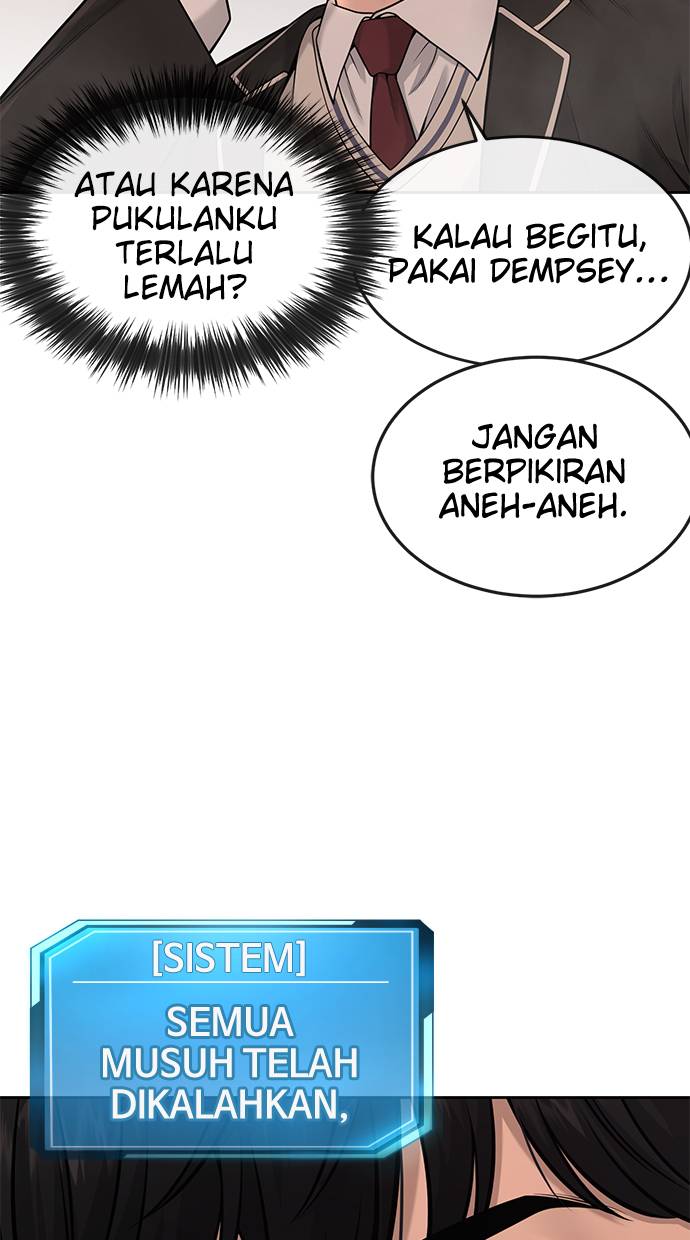 ATAU KARENA
PUKULANKU
TERLALU
LEMAH?
KALAU BEGITU,
PAKAI DEMPSEY...
JANGAN
BERPIKIRAN
ANEH-ANEH.
[SISTEM]
SEMUA
MUSUH TELAH
DIKALAHKAN,